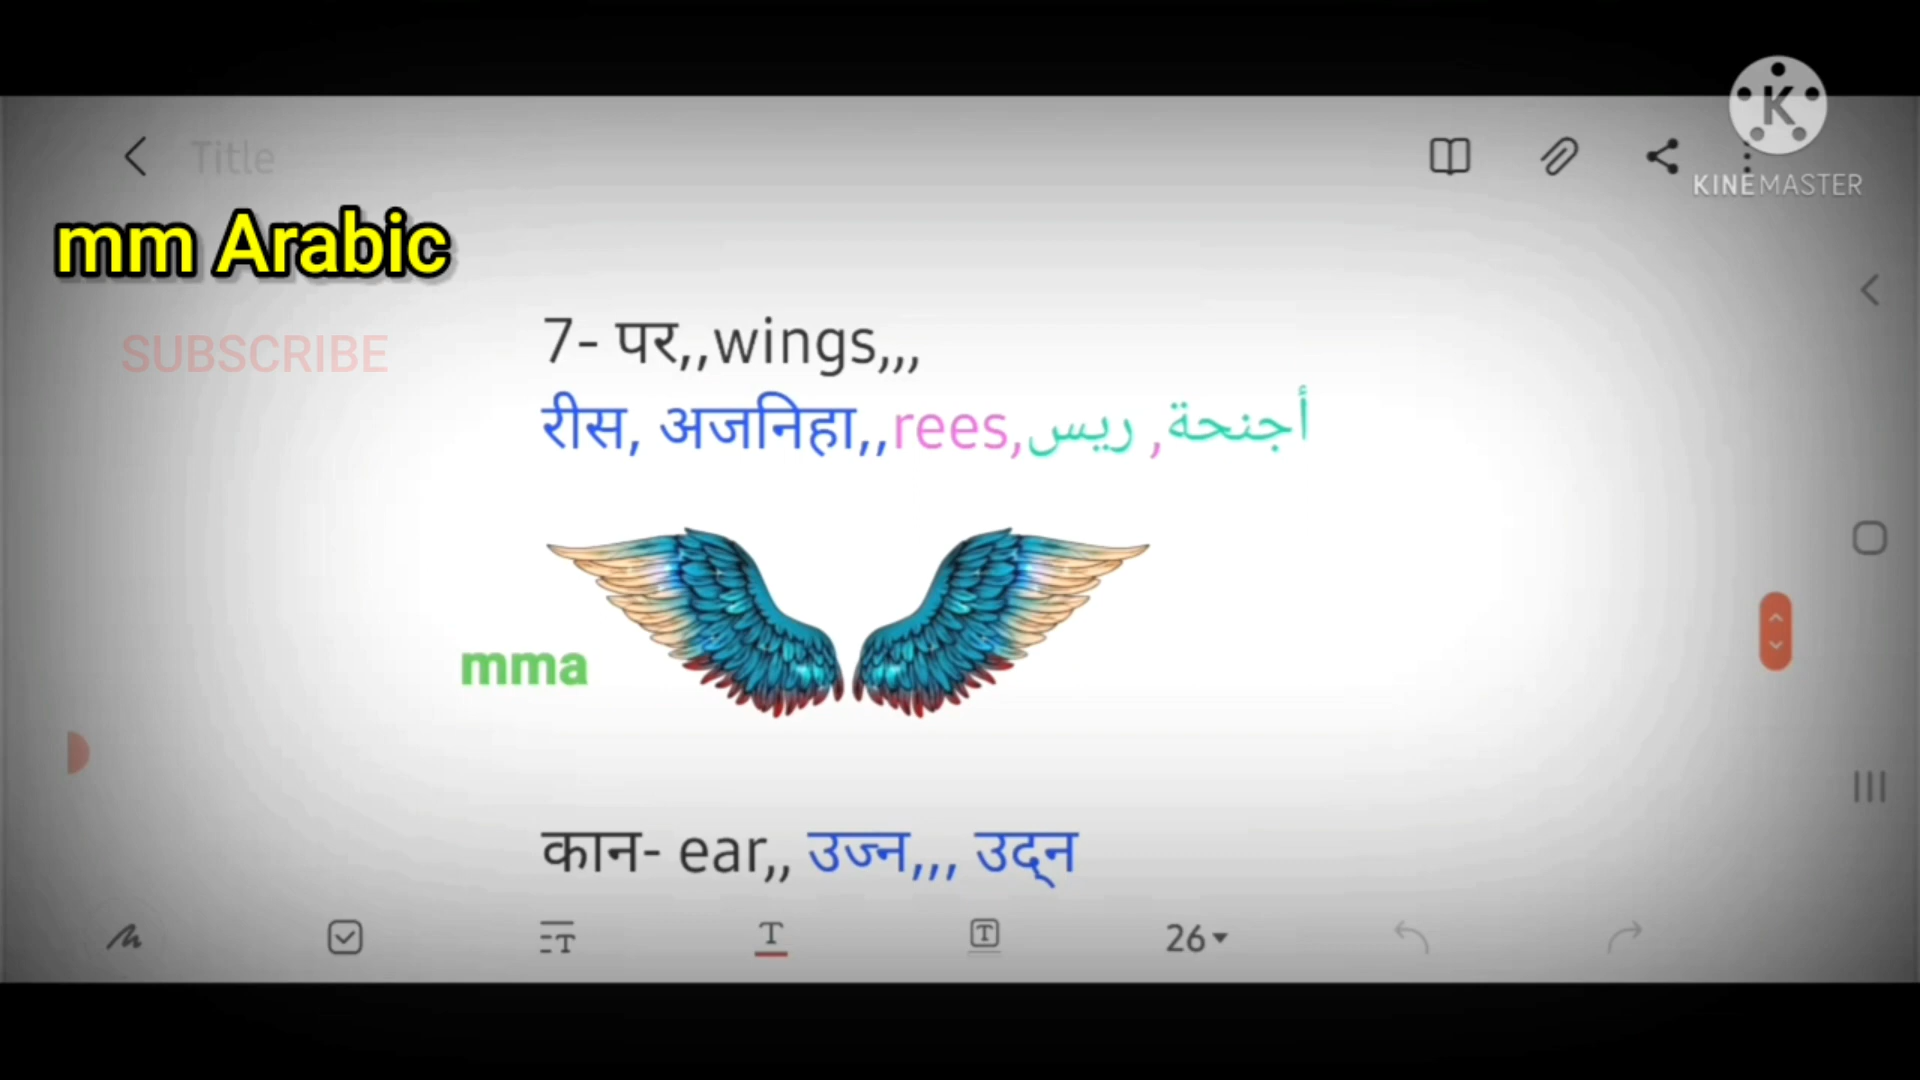 Title
KINEMASTER
mm Arabic
SUBSCRIBE
7- पर,,wings,,,
रीस, अजनिहा,,rees,ريس ,أجنحة
mma
कान- ear,, उज्न,,, उद्न
26